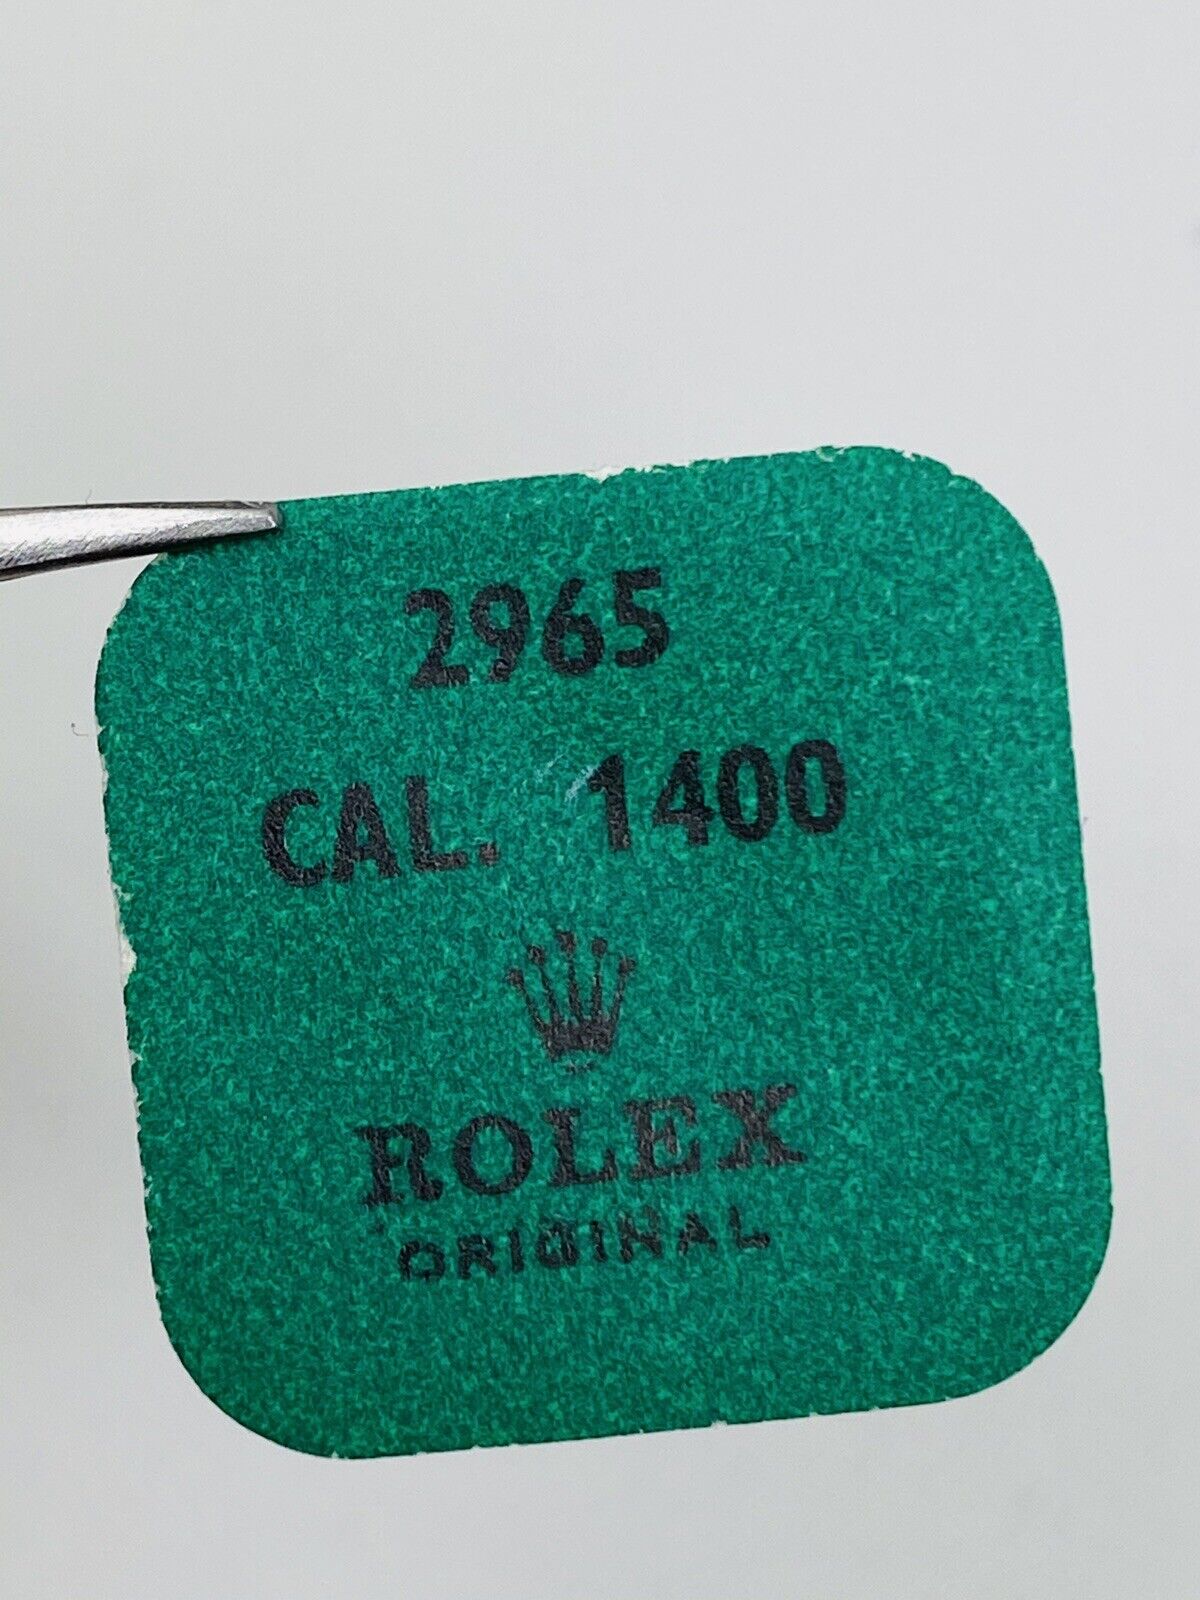 2965
CAL. 1400
ROLEX
ORIGINAL